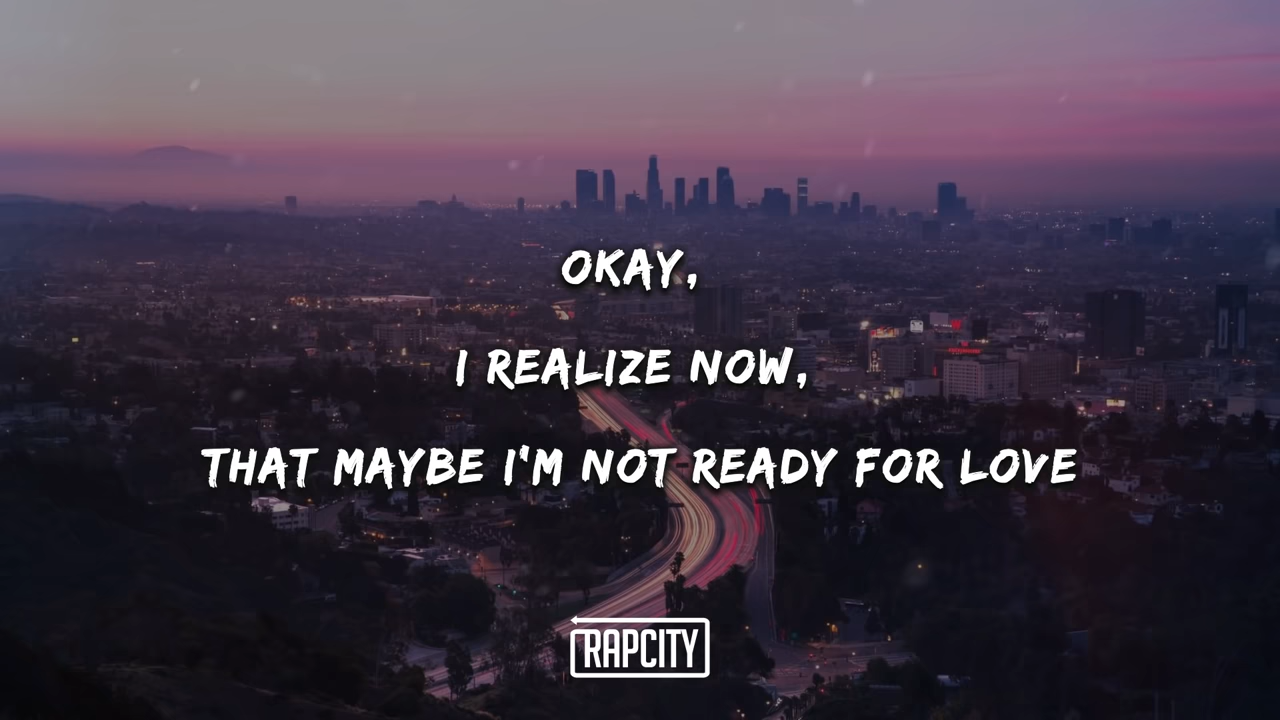 OKAY,
I REALIZE NOW,
THAT MAYBE I'M NOT READY FOR LOVE
RAPCITY